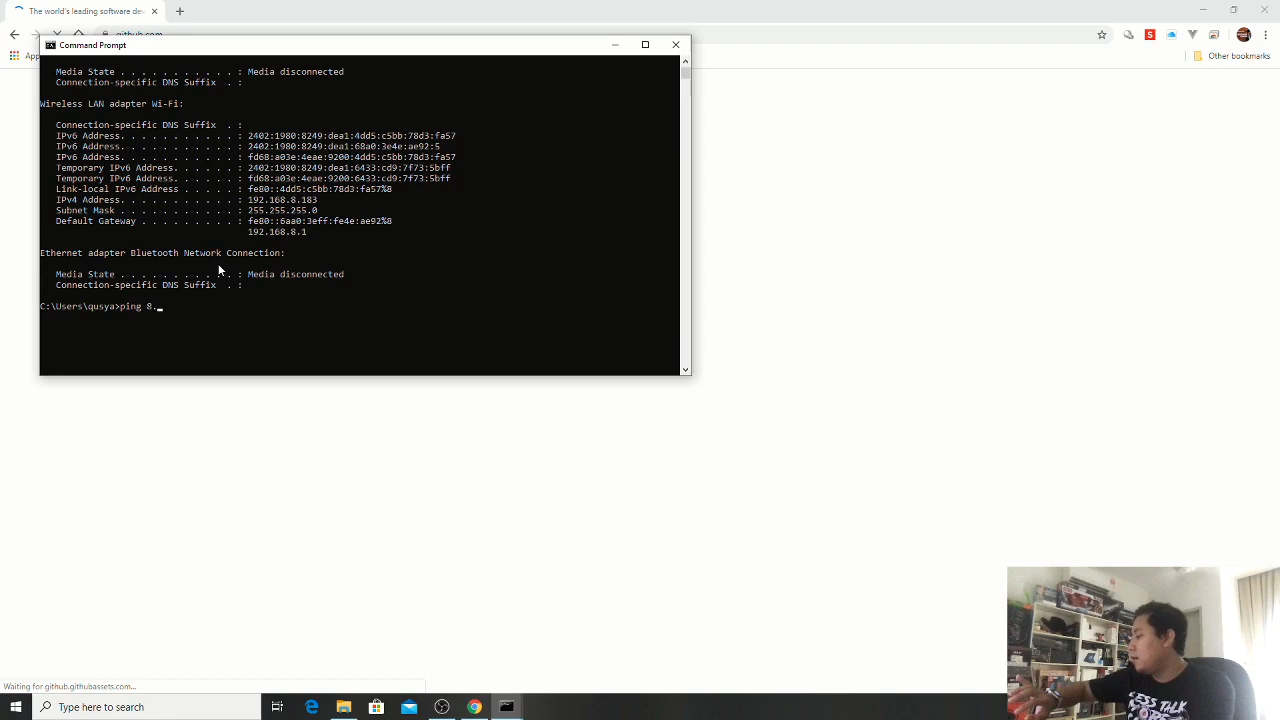 The world's leading software dev
github.com
App
Other bookmarks
Command Prompt
Media State . . . . . . . . . . . : Media disconnected
Connection-specific DNS Suffix  . :
Wireless LAN adapter Wi-Fi:
Connection-specific DNS Suffix  . :
IPv6 Address. . . . . . . . . . . : 2402:1980:8249:dea1:4dd5:c5bb:78d3:fa57
IPv6 Address. . . . . . . . . . . : 2402:1980:8249:dea1:68a0:3e4e:ae92:5
IPv6 Address. . . . . . . . . . . : fd68:a03e:4eae:9200:4dd5:c5bb:78d3:fa57
Temporary IPv6 Address. . . . . . : 2402:1980:8249:dea1:6433:cd9:7f73:5bff
Temporary IPv6 Address. . . . . . : fd68:a03e:4eae:9200:6433:cd9:7f73:5bff
Link-local IPv6 Address . . . . . : fe80::4dd5:c5bb:78d3:fa57%8
IPv4 Address. . . . . . . . . . . : 192.168.8.183
Subnet Mask . . . . . . . . . . . : 255.255.255.0
Default Gateway . . . . . . . . . : fe80::6aa0:3eff:fe4e:ae92%8
192.168.8.1
Ethernet adapter Bluetooth Network Connection:
Media State . . . . . . . . . . . : Media disconnected
Connection-specific DNS Suffix  . :
C:\Users\qusya>ping 8._
LESS TALK
Waiting for github.githubassets.com...
Type here to search